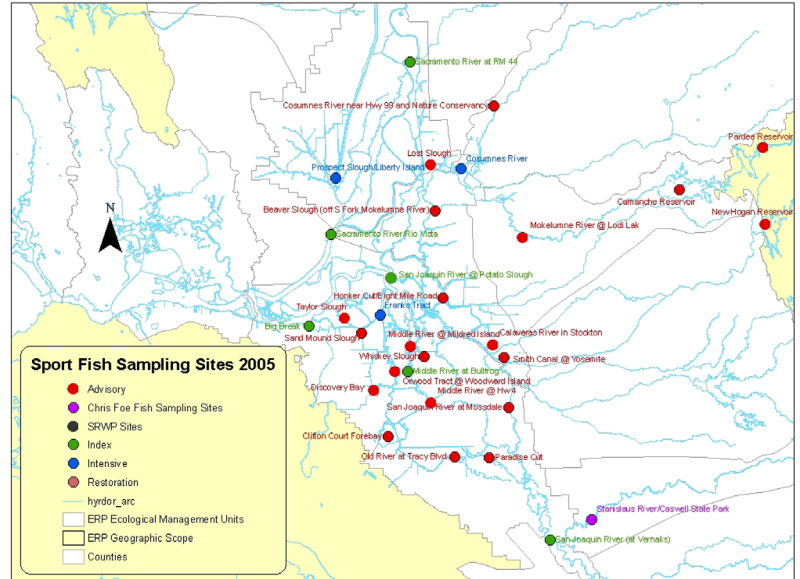 Sacramento River at RM 44
Cosumnes River near Hwy 99 and Nature Conservancy
Pardee Reservoir
Lost Slough
Cosumnes River
Prospect Slough/Liberty Island
Camanche Reservoir
Beaver Slough (off S Fork Mokelumne River)
New Hogan Reservoir
N
Mokelumne River @ Lodi Lak
Sacramento River/Rio Vista
San Joaquin River @ Potato Slough
Honker Cut/Eight Mile Road
Taylor Slough
Franks Tract
Big Break
Sand Mound Slough
Middle River @ Mildred Island
Calaveras River in Stockton
Whiskey Slough
Smith Canal @ Yosemite
Middle River at Bullfrog
Orwood Tract @ Woodward Island
Discovery Bay
Middle River @ Hw4
San Joaquin River at Mossdale
Clifton Court Forebay
Old River at Tracy Blvd
Paradise Cut
Stanislaus River/Caswell State Park
San Joaquin River (at Vernalis)
Sport Fish Sampling Sites 2005
Advisory
Chris Foe Fish Sampling Sites
SRWP Sites
Index
Intensive
Restoration
hyrdor_arc
ERP Ecological Management Units
ERP Geographic Scope
Counties